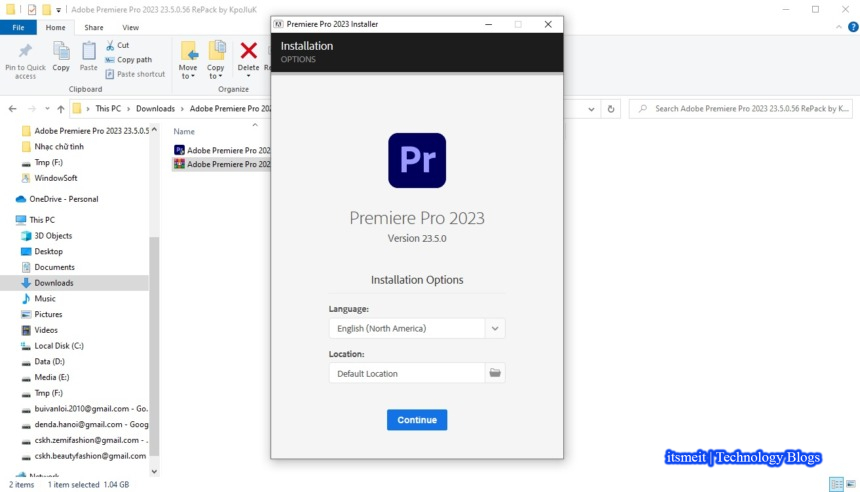 Adobe Premiere Pro 2023 23.5.0.56 RePack by KpoJIuK
Premiere Pro 2023 Installer
File Home Share View
Installation
OPTIONS
Pin to Quick access
Copy
Paste
Cut
Copy path
Paste shortcut
Clipboard
Move to
Copy to
Delete
Organize
This PC > Downloads > Adobe Premiere Pro 202
Search Adobe Premiere Pro 2023 23.5.0.56 RePack by K...
Adobe Premiere Pro 2023 23.5.0.5
Nhạc chữ tình
Tmp (F:)
WindowSoft
OneDrive - Personal
This PC
3D Objects
Desktop
Documents
Downloads
Music
Pictures
Videos
Local Disk (C:)
Data (D:)
Media (E:)
Tmp (F:)
buivanloi.2010@gmail.com - Go...
denda.hanoi@gmail.com - Goog
cskh.zemifashion@gmail.com - .
cskh.beautyfashion@gmail.com
Network
Name
Adobe Premiere Pro 202
Adobe Premiere Pro 202
Pr
Premiere Pro 2023
Version 23.5.0
Installation Options
Language:
English (North America)
Location:
Default Location
Continue
itsmeit | Technology Blogs
2 items 1 item selected 1.04 GB